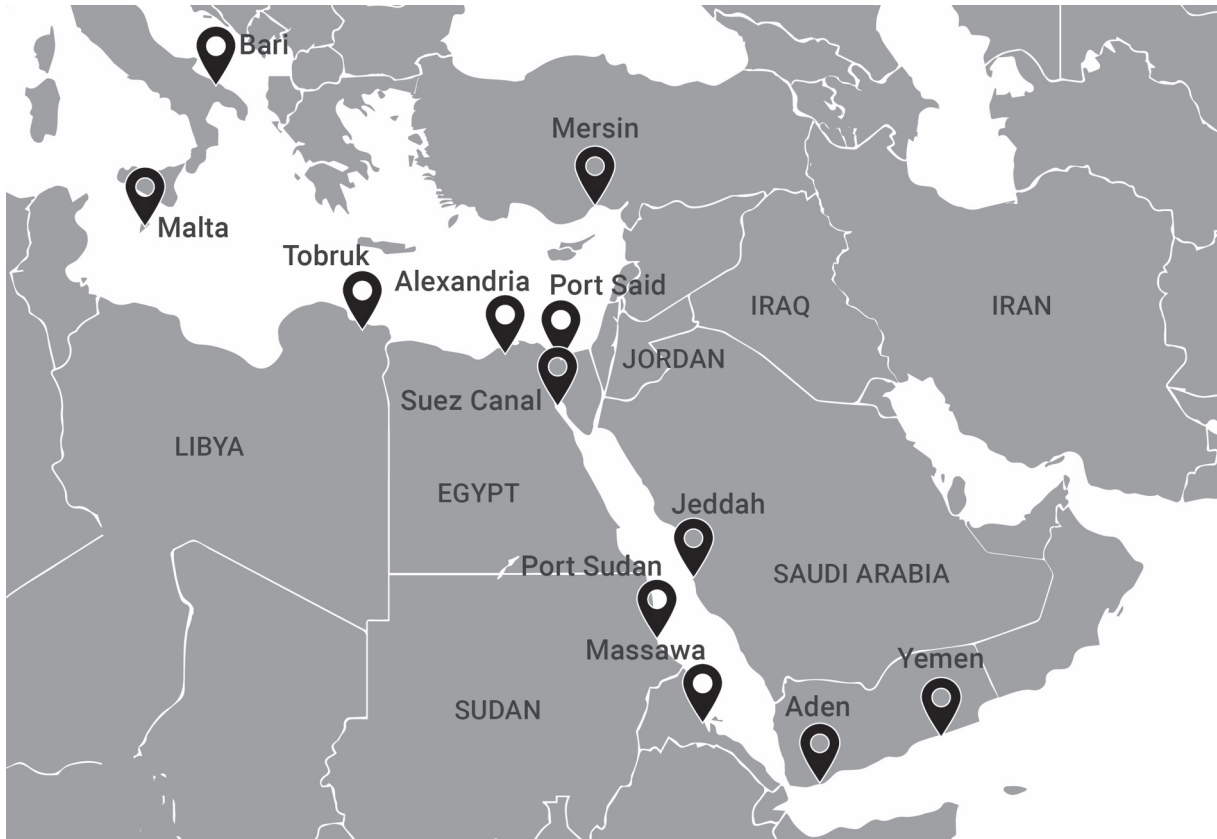 Bari
Mersin
Malta
Tobruk
Alexandria
Port Said
IRAQ
IRAN
JORDAN
Suez Canal
LIBYA
EGYPT
Jeddah
Port Sudan
SAUDI ARABIA
Massawa
Yemen
SUDAN
Aden